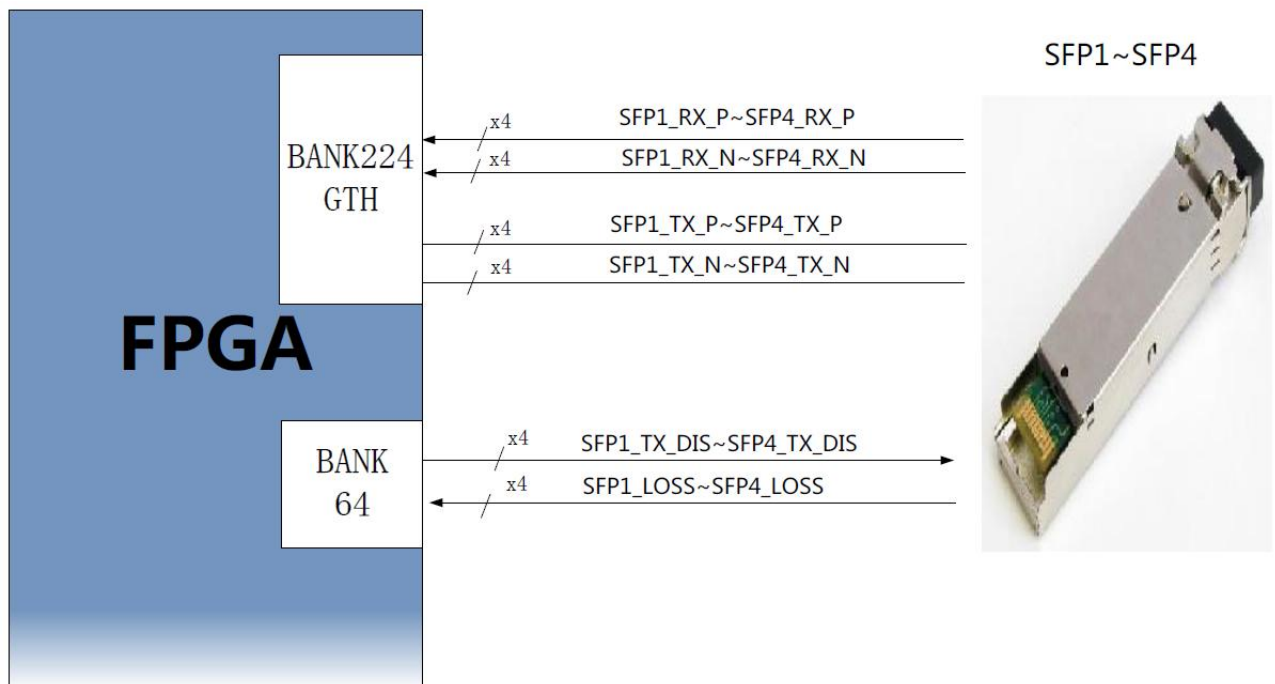 SFP1~SFP4
x4 SFP1_RX_P~SFP4_RX_P
x4 SFP1_RX_N~SFP4_RX_N
BANK224
GTH
x4 SFP1_TX_P~SFP4_TX_P
x4 SFP1_TX_N~SFP4_TX_N
FPGA
x4 SFP1_TX_DIS~SFP4_TX_DIS
BANK
64
x4 SFP1_LOSS~SFP4_LOSS